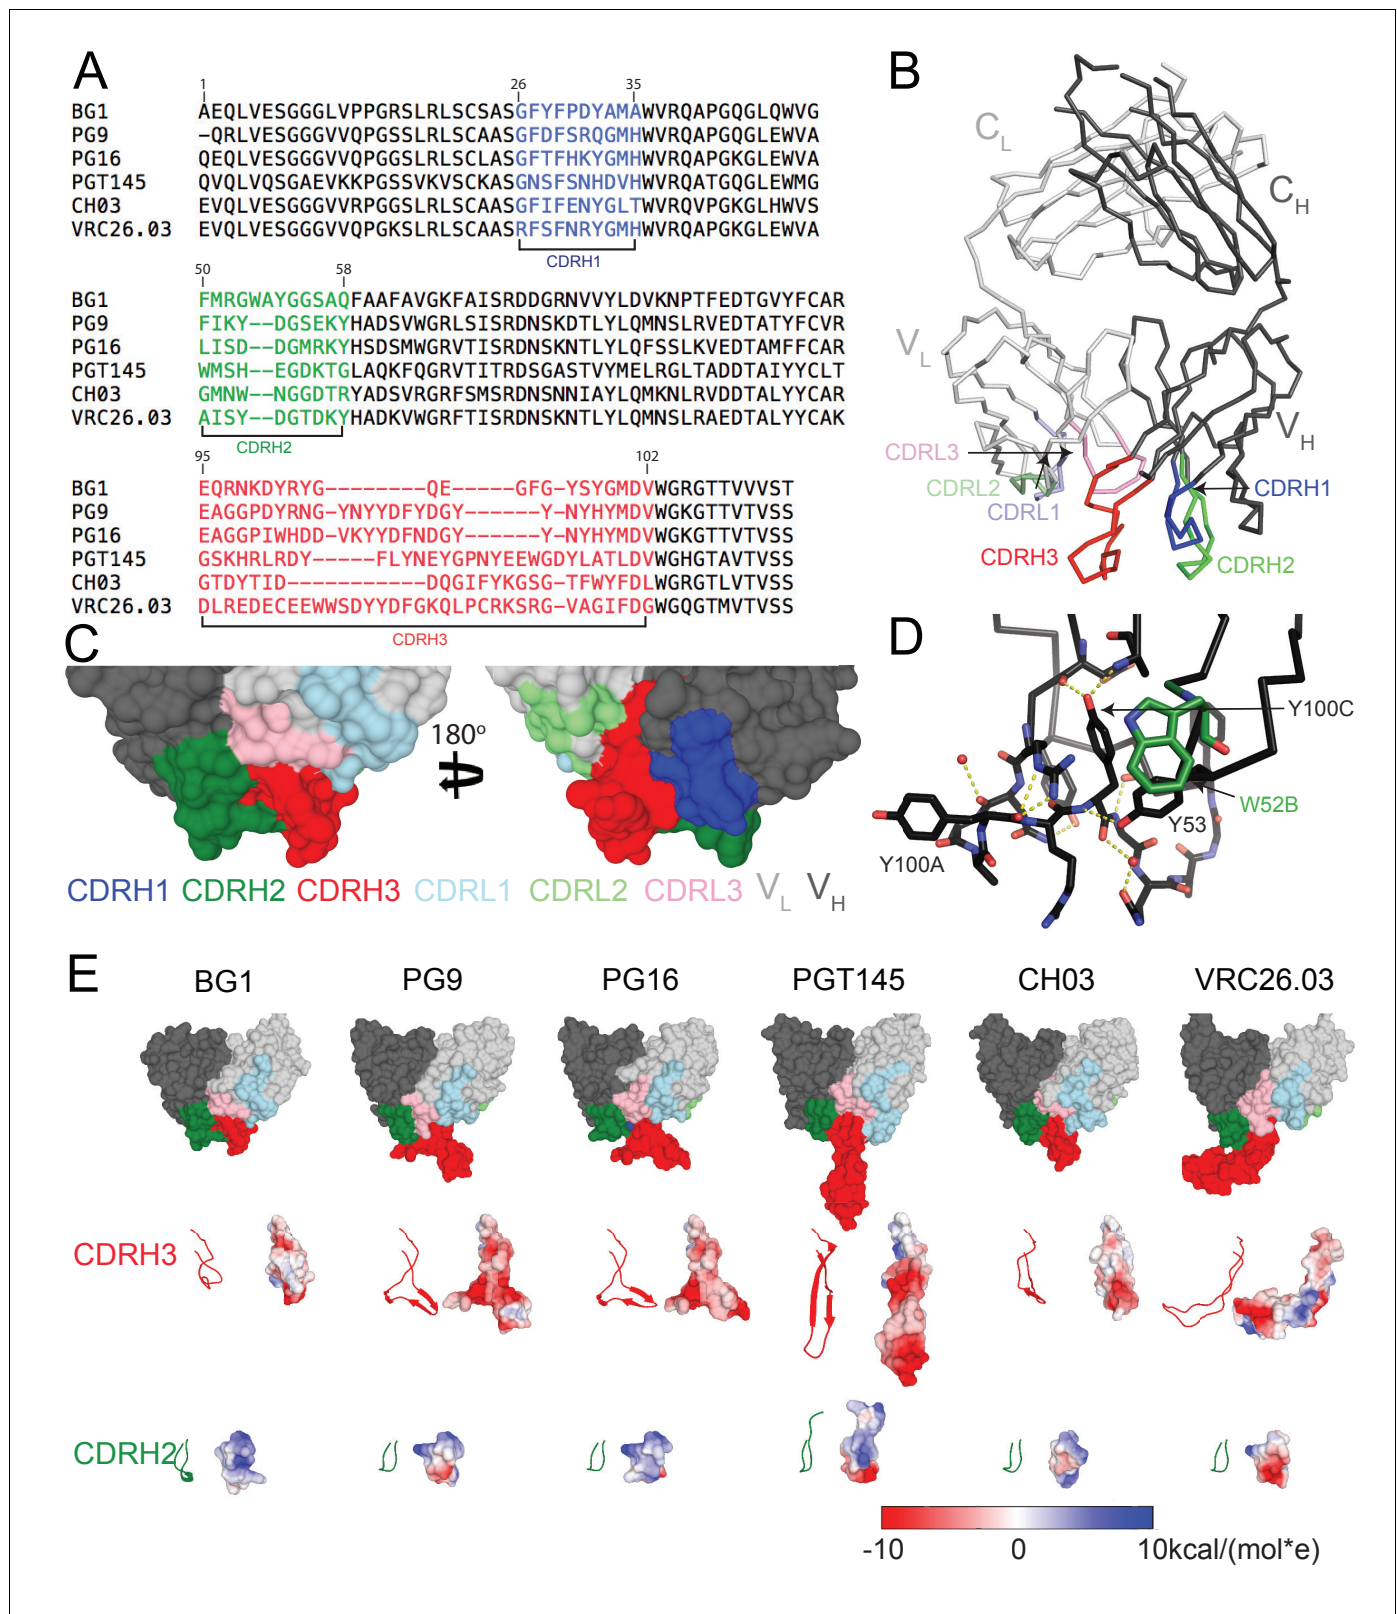 A
1 26 35
BG1 AEQLVESGGGLVPPGRSLRLSCSASGFYFPDYAMAWVRQAPGQGLQWVG
PG9 -QRLVESGGGVVQPGSSLRLSCAASGFDFSRQGMHWVRQAPGKGLEWVA
PG16 QEQLVESGGGVVQPGGSLRLSCLASGFTFHKYGMHWVRQAPGKGLEWVA
PGT145 QVQLVQSGAEVKKPGSSVKVSCKASGNSFSNHDVHWVRQATGQGLEWMG
CH03 EVQLVESGGGVVRPGGSLRLSCAASGFIFENYGLTWVRQVPGKGLHWVS
VRC26.03 EVQLVESGGGVVQPGKSLRLSCAASRFSFNRYGMHWVRQAPGKGLEWVA
CDRH1
50 58
BG1 FMRGWAYGGSAQFAAFAVGKFAISRDDGRNVVYLDVKNPTFEDTGVYFCAR
PG9 FIKY--DGSEKYHADSVWGRLSISRDNSKDTLYLQMNSLRVEDTATYFCVR
PG16 LISD--DGMRKYHSDSMWGRVTISRDNSKNTLYLQFSSLKVEDTAMFFCAR
PGT145 WMSH--EGDKTGLAQKFQGRVTITRDSGASTVYMELRGLTADDTAIYYCLT
CH03 GMNW--NGGDTRYADSVRGRFSMSRDNSNNIAYLQMKNLRVDDTALYYCAR
VRC26.03 AISY--DGTDKYHADKVWGRFTISRDNSKNTLYLQMNSLRAEDTALYYCAK
CDRH2
95 102
BG1 EQRNKDYRYG---------QE-----GFG-YSYGMDVWGRGTTVVVST
PG9 EAGGPDYRNG-YNYYDFYDGY------Y-NYHYMDVWGKGTTVTVSS
PG16 EAGGPIWHDD-VKYYDFNDGY------Y-NYHYMDVWGKGTTVTVSS
PGT145 GSKHRLRDY-----FLYNEYGPNYEEWGDYLATLDVWGHGTAVTVSS
CH03 GTDYTID-----------DQGIFYKGSG-TFWYFDLWGRGTLVTVSS
VRC26.03 DLREDECEEWWSDYYDFGKQLPCRKSRG-VAGIFDGWGQGTMVTVSS
CDRH3
B
CL
CH
VL
VH
CDRL3
CDRL2
CDRL1
CDRH1
CDRH3
CDRH2
C
180o
CDRH1 CDRH2 CDRH3 CDRL1 CDRL2 CDRL3 VL VH
D
Y100C
W52B
Y53
Y100A
E
BG1 PG9 PG16 PGT145 CH03 VRC26.03
CDRH3
CDRH2
-10 0 10kcal/(mol*e)